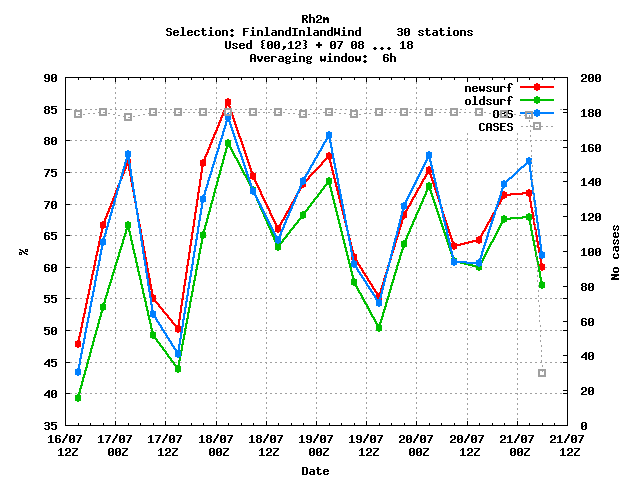 Rh2m
Selection: FinlandInlandWind     30 stations
Used {00,12} + 07 08 ... 18
Averaging window:  6h
90
85
80
75
70
65
60
55
50
45
40
35
%
200
180
160
140
120
100
80
60
40
20
0
No cases
newsurf
oldsurf
OBS
CASES
16/07 17/07 17/07 18/07 18/07 19/07 19/07 20/07 20/07 21/07 21/07
12Z 00Z 12Z 00Z 12Z 00Z 12Z 00Z 12Z 00Z 12Z
Date